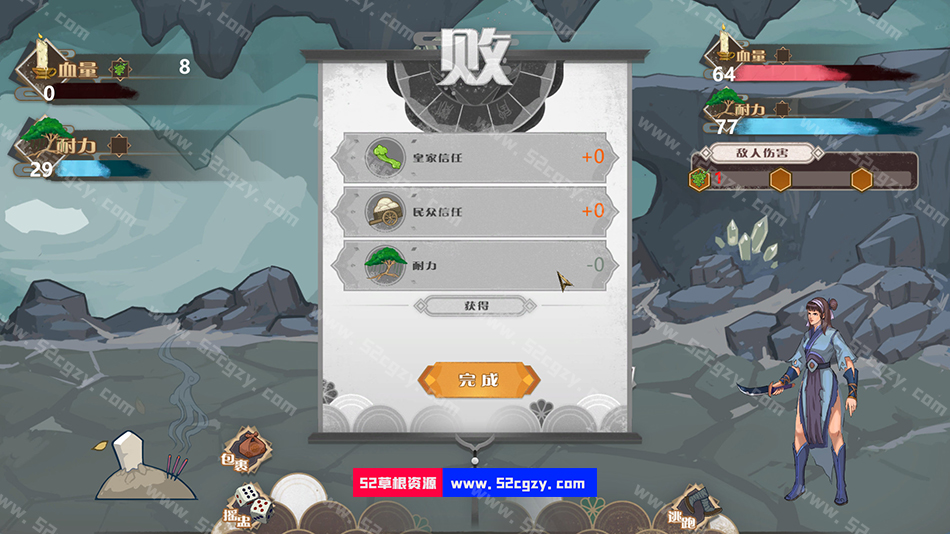 败
血量
8
0
耐力
29
皇家信任
+0
民众信任
+0
耐力
-0
获得
完成
血量
64
耐力
77
敌人伤害
包裹
摇盅
逃跑
52草根资源
www.52cgzy.com